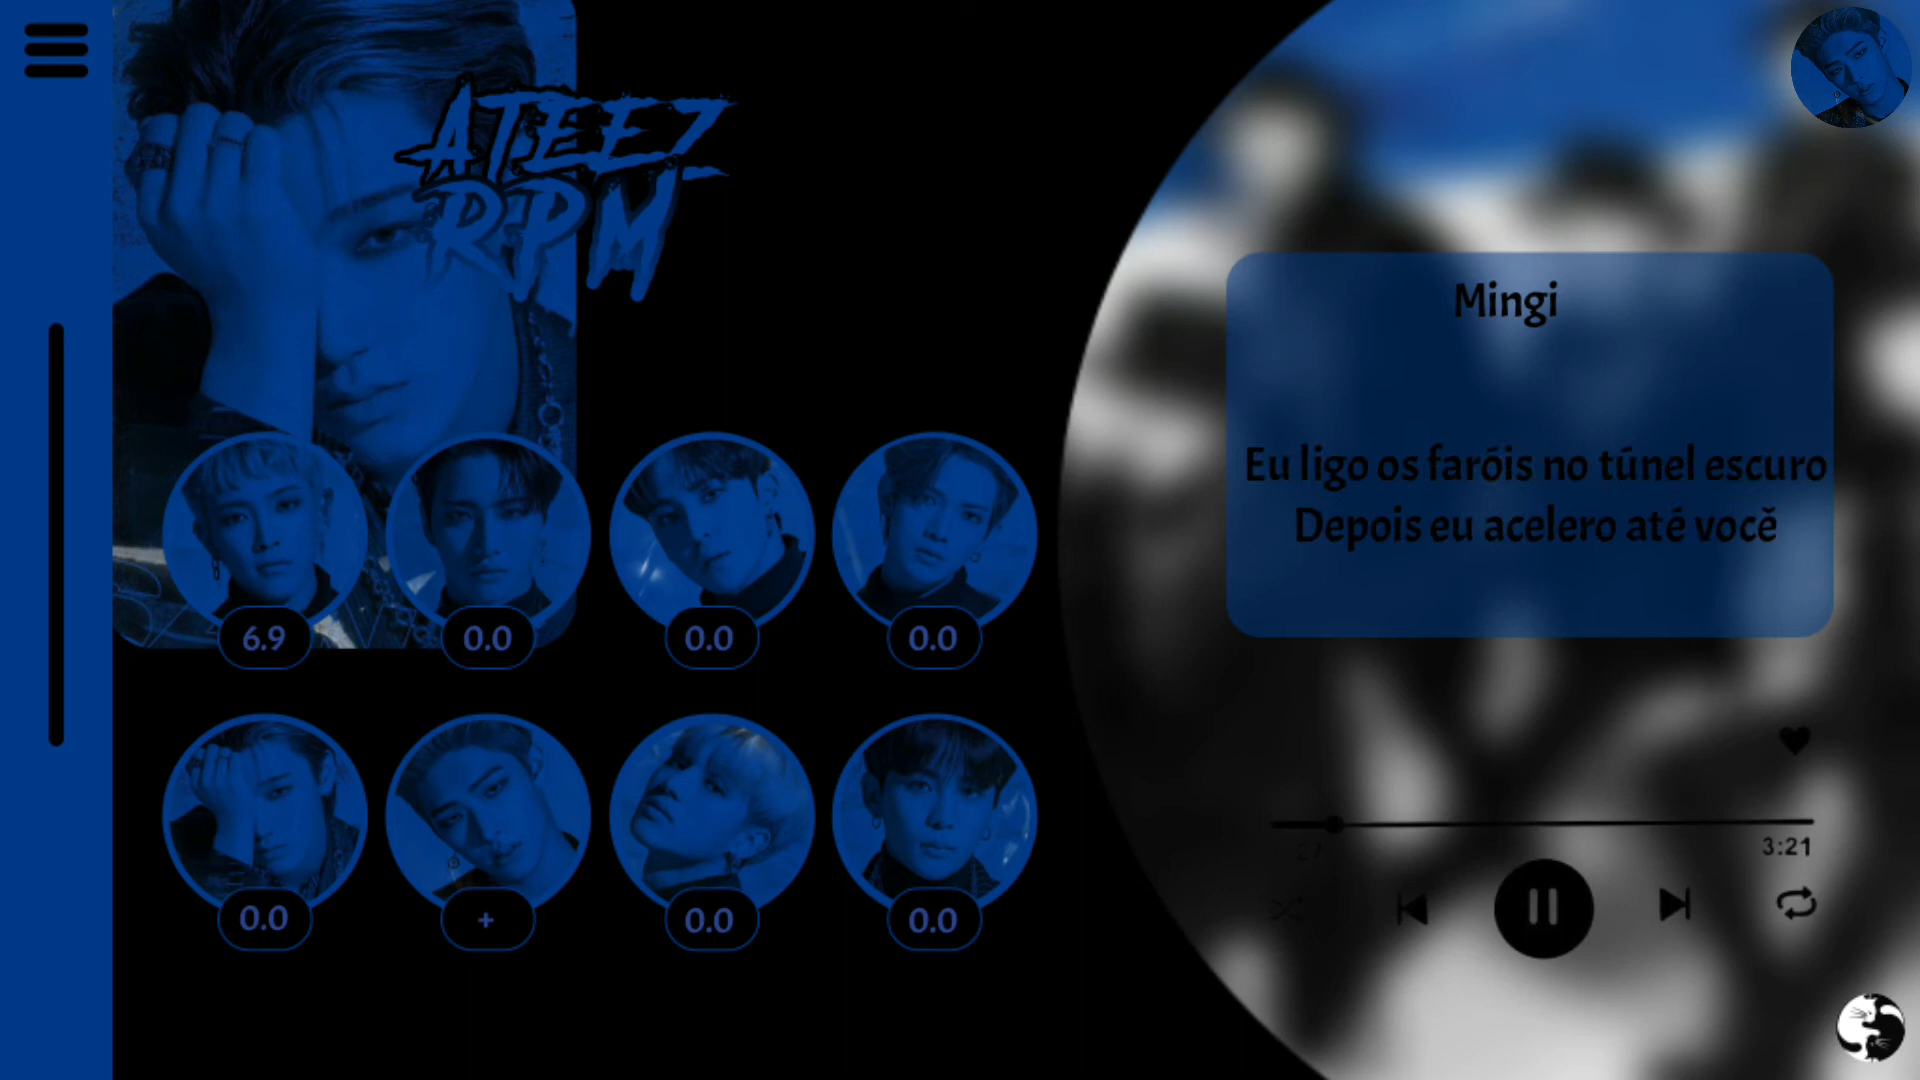 ATEEZ
RPM
Mingi
Eu ligo os faróis no túnel escuro
Depois eu acelero até você
6.9
0.0
0.0
0.0
0.0
+
0.0
0.0
27
3:21